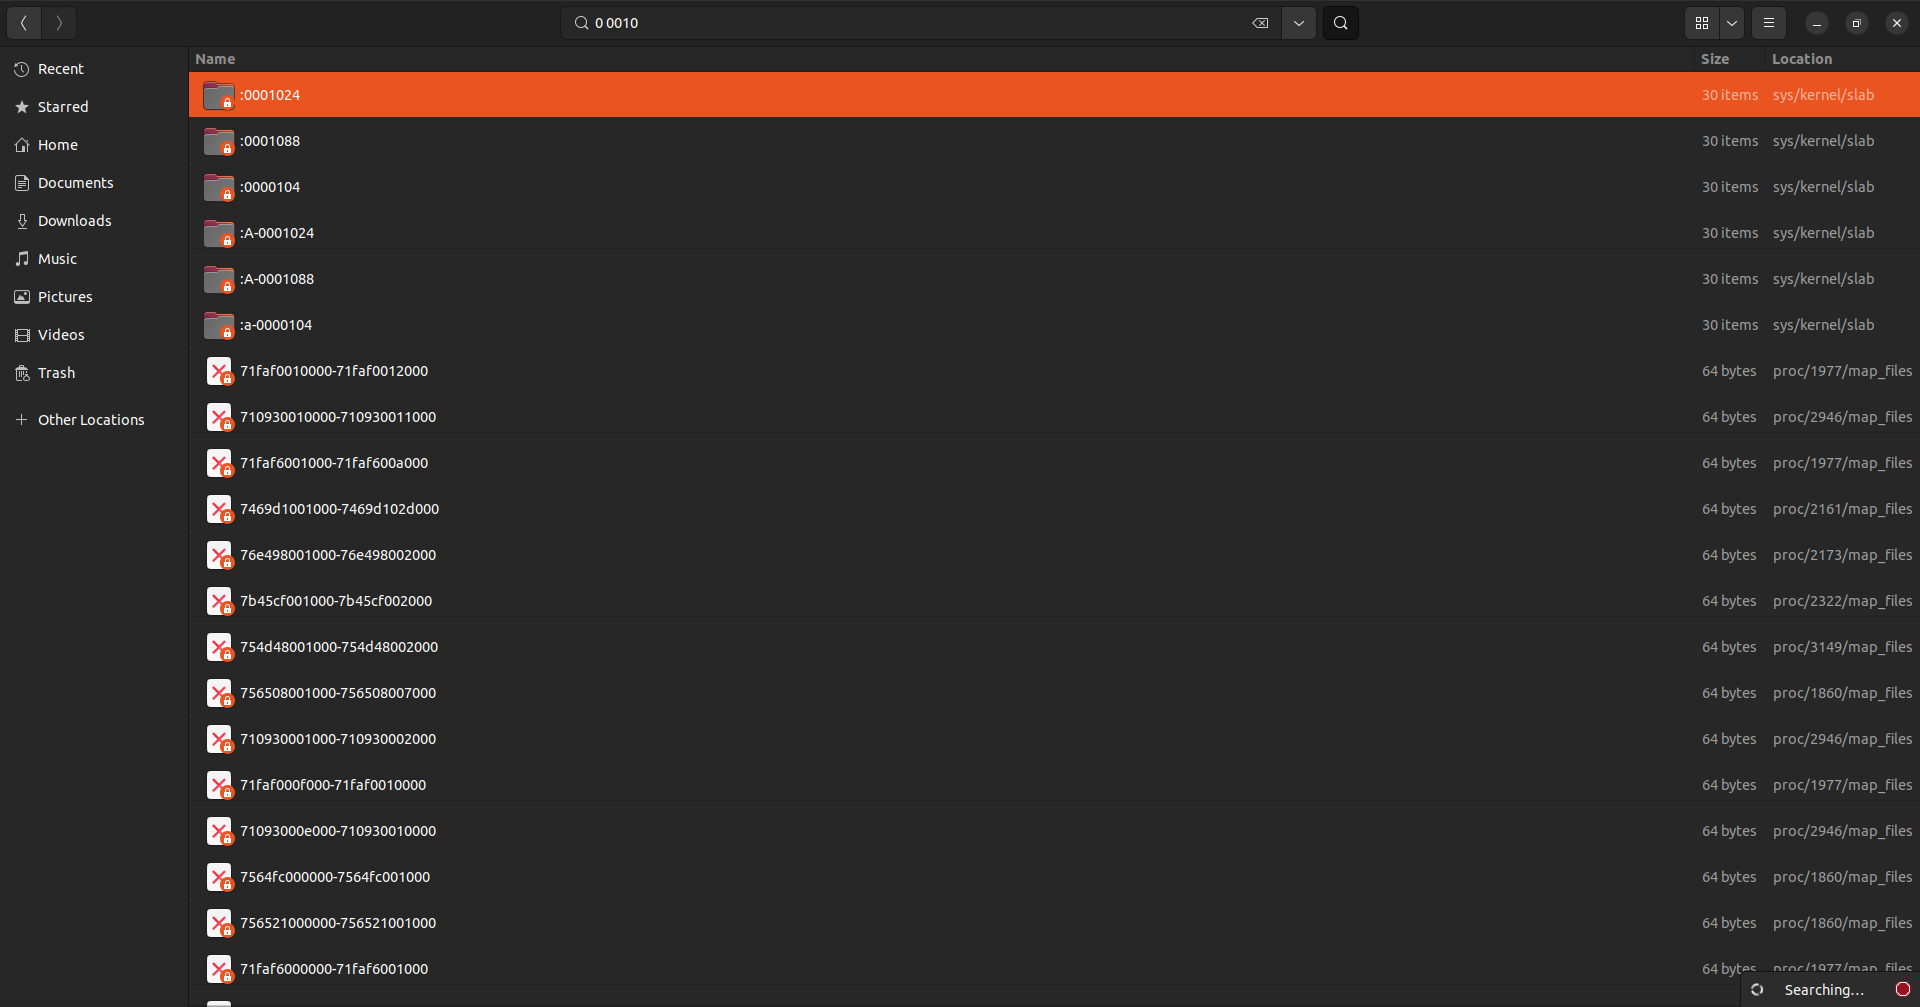 0 0010
Recent
Starred
Home
Documents
Downloads
Music
Pictures
Videos
Trash
Other Locations
Name Size Location
:0001024 30 items sys/kernel/slab
:0001088 30 items sys/kernel/slab
:0000104 30 items sys/kernel/slab
:A-0001024 30 items sys/kernel/slab
:A-0001088 30 items sys/kernel/slab
:a-0000104 30 items sys/kernel/slab
71faf0010000-71faf0012000 64 bytes proc/1977/map_files
710930010000-710930011000 64 bytes proc/2946/map_files
71faf6001000-71faf600a000 64 bytes proc/1977/map_files
7469d1001000-7469d102d000 64 bytes proc/2161/map_files
76e498001000-76e498002000 64 bytes proc/2173/map_files
7b45cf001000-7b45cf002000 64 bytes proc/2322/map_files
754d48001000-754d48002000 64 bytes proc/3149/map_files
756508001000-756508007000 64 bytes proc/1860/map_files
710930001000-710930002000 64 bytes proc/2946/map_files
71faf000f000-71faf0010000 64 bytes proc/1977/map_files
71093000e000-710930010000 64 bytes proc/2946/map_files
7564fc000000-7564fc001000 64 bytes proc/1860/map_files
756521000000-756521001000 64 bytes proc/1860/map_files
71faf6000000-71faf6001000 64 bytes proc/1977/map_files
Searching…